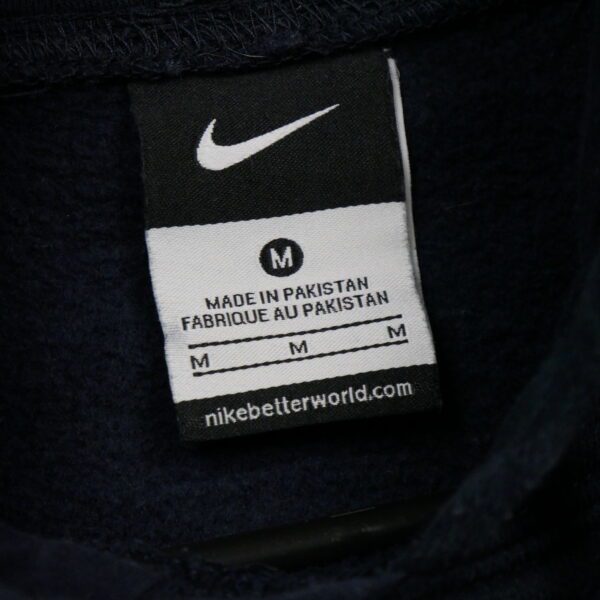 M
MADE IN PAKISTAN
FABRIQUE AU PAKISTAN
M M M
nikebetterworld.com